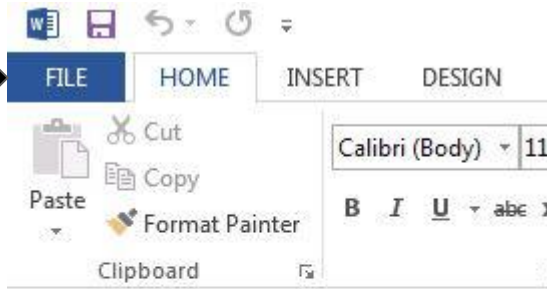 W
FILE HOME INSERT DESIGN
Cut
Copy
Paste
Format Painter
Clipboard
Calibri (Body) 11
B I U abc